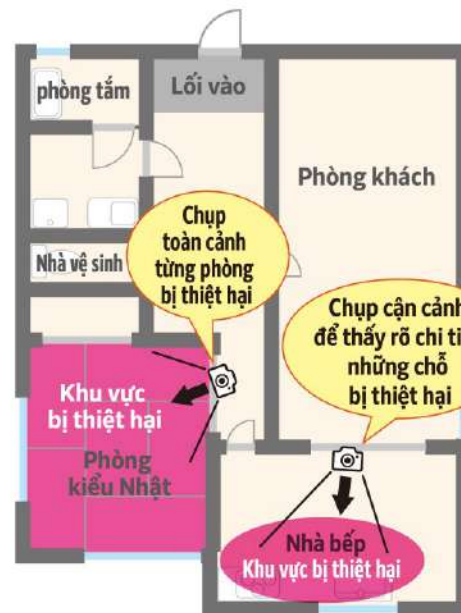 phòng tắm
Lối vào
Phòng khách
Chụp
toàn cảnh
từng phòng
bị thiệt hại
Nhà vệ sinh
Chụp cận cảnh
để thấy rõ chi ti
những chỗ
bị thiệt hại
Khu vực
bị thiệt hại
Phòng
kiểu Nhật
Nhà bếp
Khu vực bị thiệt hại